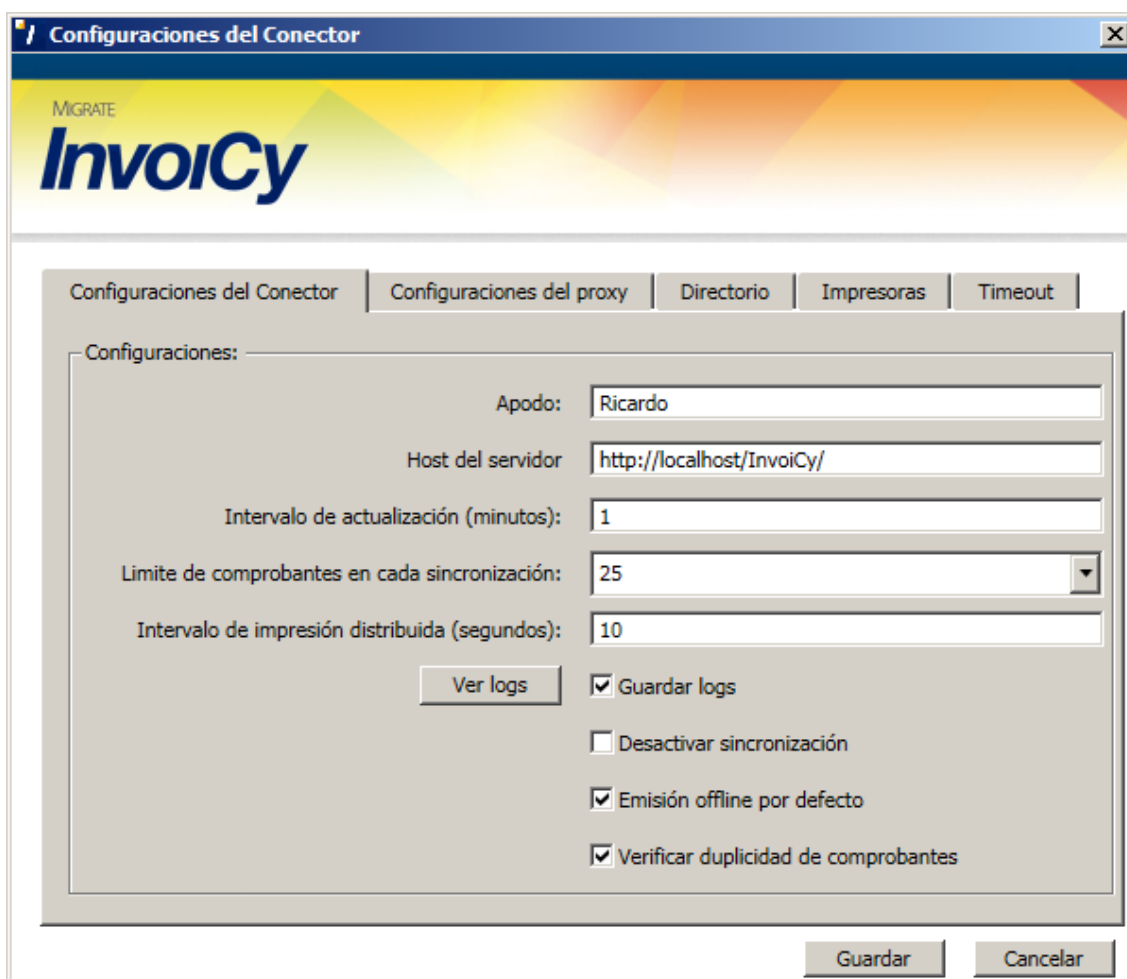 Configuraciones del Conector
MIGRATE
InvoiCy
Configuraciones del Conector
Configuraciones del proxy
Directorio
Impresoras
Timeout
Configuraciones:
Apodo: Ricardo
Host del servidor http://localhost/InvoiCy/
Intervalo de actualización (minutos): 1
Limite de comprobantes en cada sincronización: 25
Intervalo de impresión distribuida (segundos): 10
Ver logs Guardar logs
Desactivar sincronización
Emisión offline por defecto
Verificar duplicidad de comprobantes
Guardar Cancelar